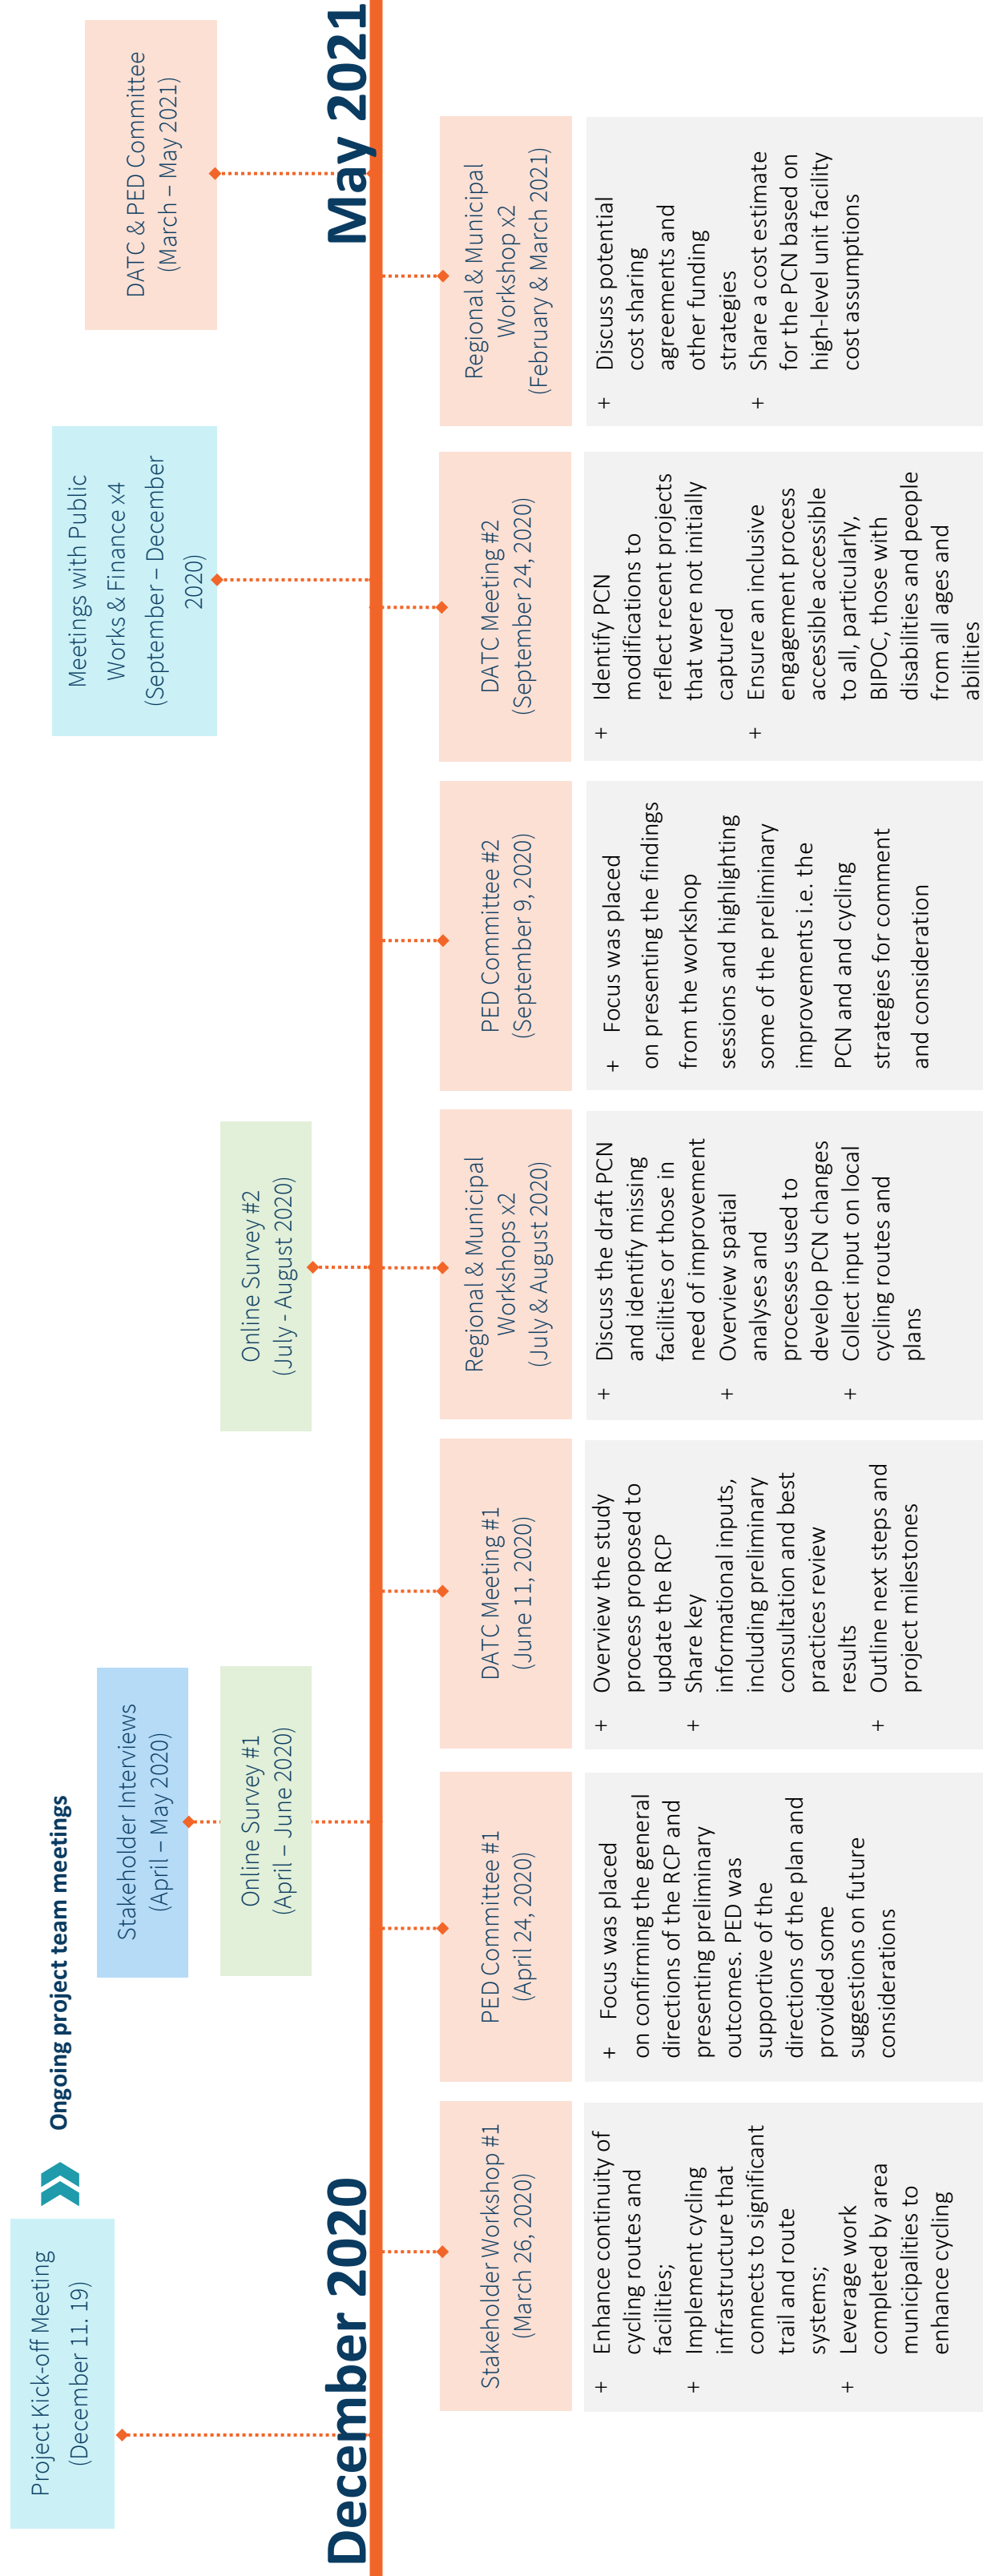 Project Kick-off Meeting
(December 11. 19)
Ongoing project team meetings
Stakeholder Interviews
(April – May 2020)
Online Survey #1
(April – June 2020)
Online Survey #2
(July - August 2020)
Meetings with Public
Works & Finance x4
(September – December
2020)
DATC & PED Committee
(March – May 2021)
December 2020
May 2021
Stakeholder Workshop #1
(March 26, 2020)
+ Enhance continuity of
cycling routes and
facilities;
+ Implement cycling
infrastructure that
connects to significant
trail and route
systems;
+ Leverage work
completed by area
municipalities to
enhance cycling
PED Committee #1
(April 24, 2020)
+ Focus was placed
on confirming the general
directions of the RCP and
presenting preliminary
outcomes. PED was
supportive of the
directions of the plan and
provided some
suggestions on future
considerations
DATC Meeting #1
(June 11, 2020)
+ Overview the study
process proposed to
update the RCP
+ Share key
informational inputs,
including preliminary
consultation and best
practices review
results
+ Outline next steps and
project milestones
Regional & Municipal
Workshops x2
(July & August 2020)
+ Discuss the draft PCN
and identify missing
facilities or those in
need of improvement
+ Overview spatial
analyses and
processes used to
develop PCN changes
+ Collect input on local
cycling routes and
plans
PED Committee #2
(September 9, 2020)
+ Focus was placed
on presenting the findings
from the workshop
sessions and highlighting
some of the preliminary
improvements i.e. the
PCN and and cycling
strategies for comment
and consideration
DATC Meeting #2
(September 24, 2020)
+ Identify PCN
modifications to
reflect recent projects
that were not initially
captured
+ Ensure an inclusive
engagement process
accessible accessible
to all, particularly,
BIPOC, those with
disabilities and people
from all ages and
abilities
Regional & Municipal
Workshop x2
(February & March 2021)
+ Discuss potential
cost sharing
agreements and
other funding
strategies
+ Share a cost estimate
for the PCN based on
high-level unit facility
cost assumptions